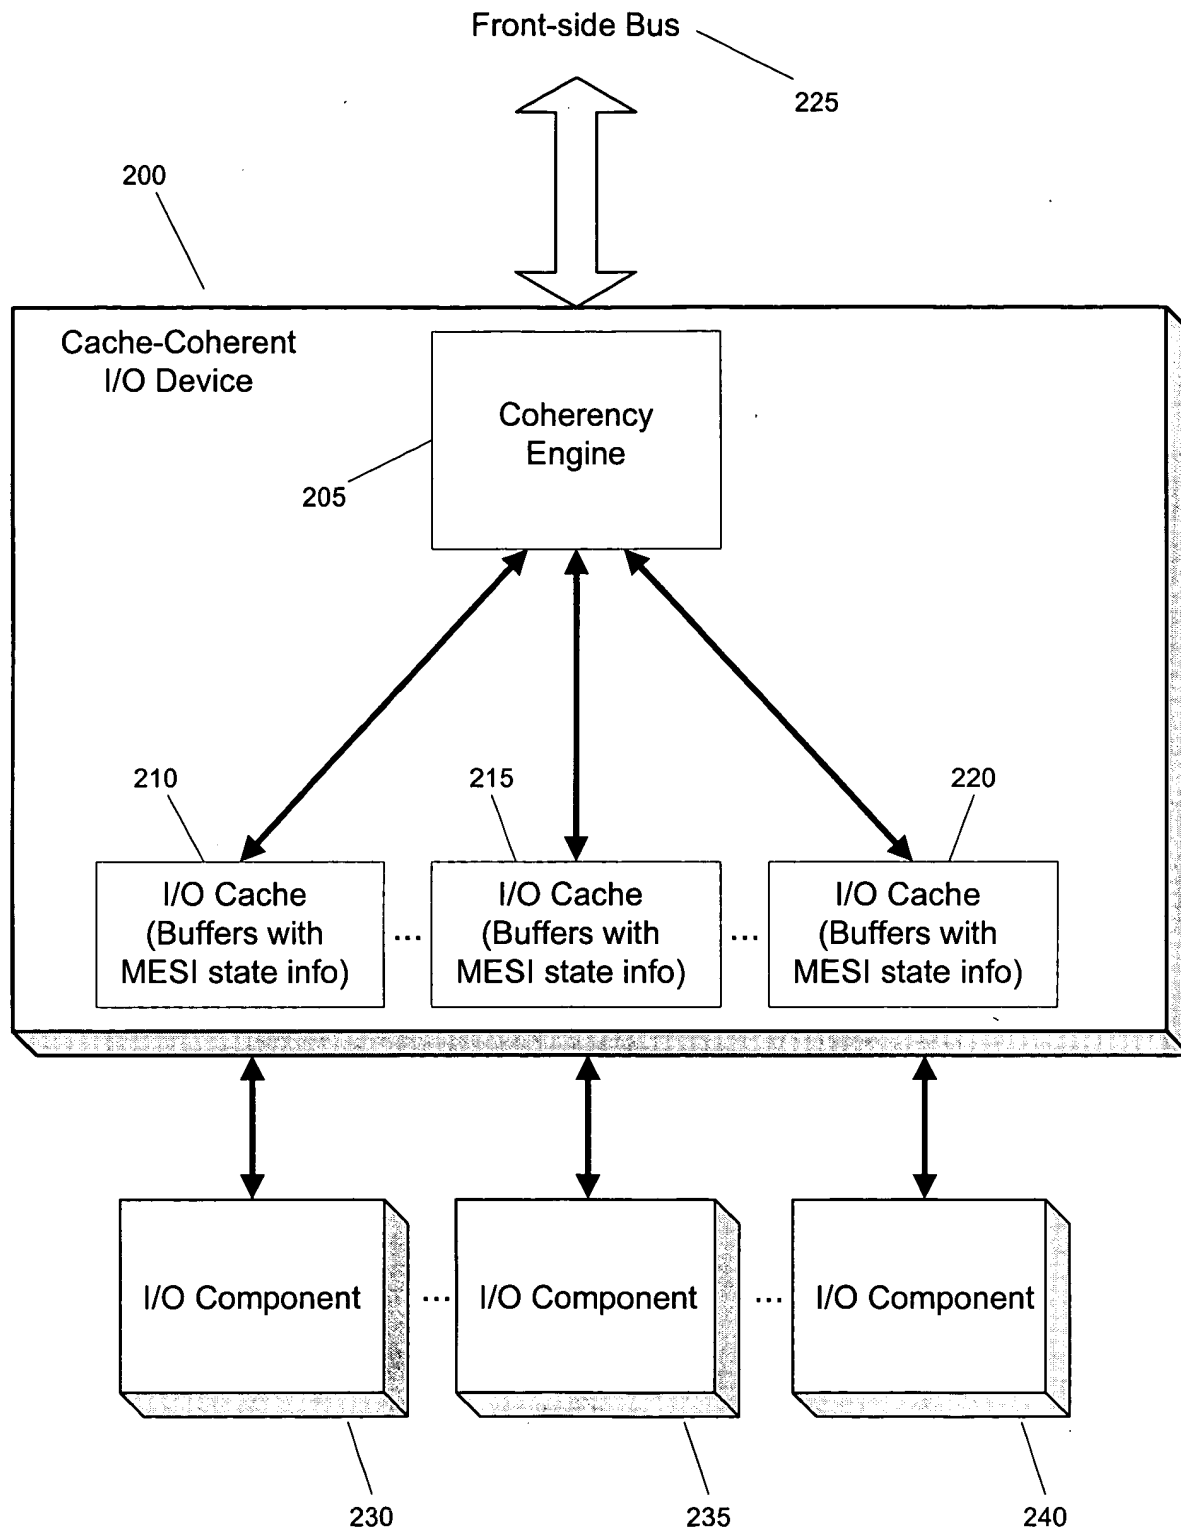 Front-side Bus
225
200
Cache-Coherent
I/O Device
Coherency
Engine
205
210
215
220
I/O Cache
(Buffers with
MESI state info)
...
I/O Cache
(Buffers with
MESI state info)
...
I/O Cache
(Buffers with
MESI state info)
I/O Component
...
I/O Component
...
I/O Component
230
235
240